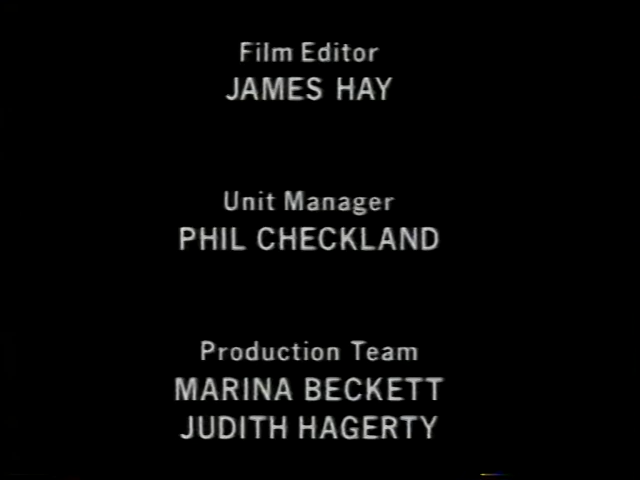 Film Editor
JAMES HAY
Unit Manager
PHIL CHECKLAND
Production Team
MARINA BECKETT
JUDITH HAGERTY